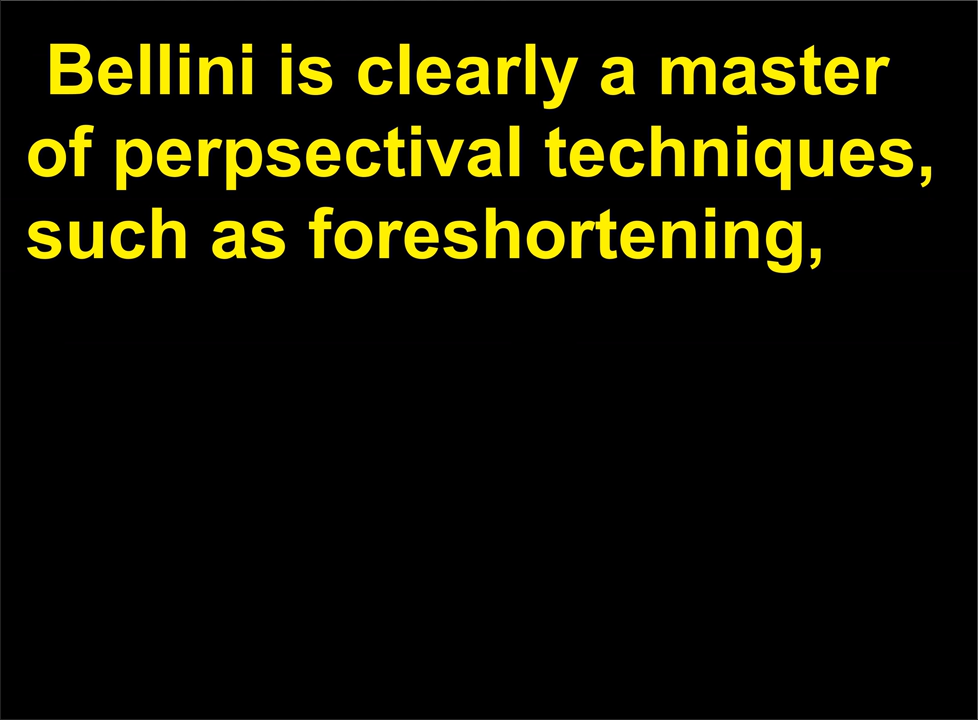 Bellini is clearly a master
of perpsectival techniques,
such as foreshortening,